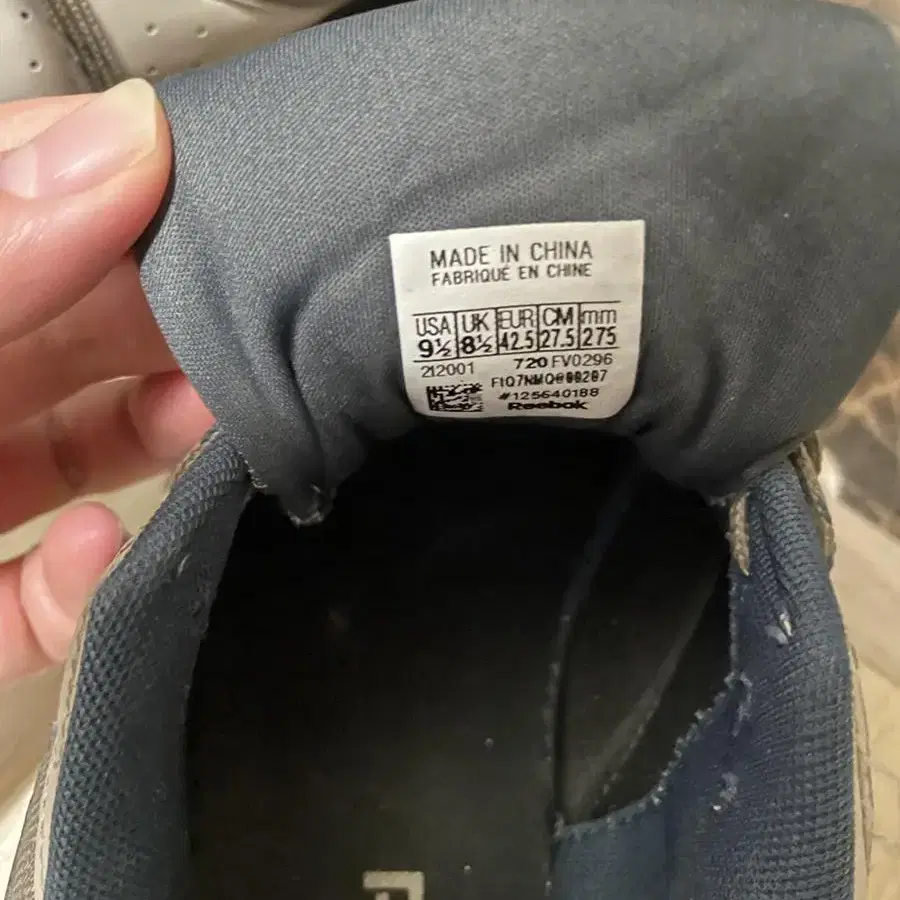 MADE IN CHINA
FABRIQUÉ EN CHINE
USA UK EUR CM mm
9½ 8½ 42.5 27.5 275
212001 720 FV0296
#125640188
Reebok